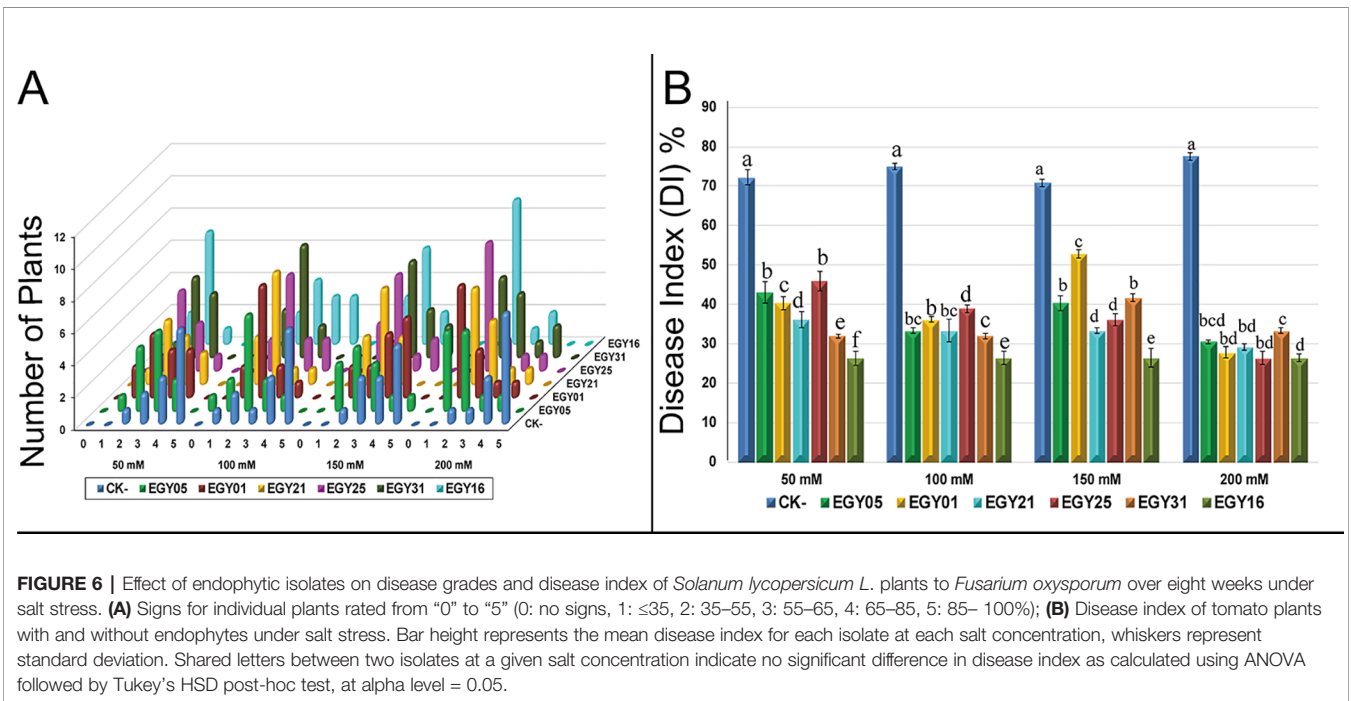 A
Number of Plants
12
10
8
6
4
2
0
0 1 2 3 4 5 0 1 2 3 4 5 0 1 2 3 4 5 0 1 2 3 4 5
50 mM 100 mM 150 mM 200 mM
EGY16
EGY31
EGY25
EGY21
EGY01
EGY05
CK-
CK- EGY05 EGY01 EGY21 EGY25 EGY31 EGY16
B
Disease Index (DI) %
90
80
70
60
50
40
30
20
10
0
a b c d b e f
a bc b bc d c e
a b c d d b e
a bcd bd bd bd c d
50 mM 100 mM 150 mM 200 mM
CK- EGY05 EGY01 EGY21 EGY25 EGY31 EGY16
FIGURE 6 | Effect of endophytic isolates on disease grades and disease index of Solanum lycopersicum L. plants to Fusarium oxysporum over eight weeks under
salt stress. (A) Signs for individual plants rated from “0” to “5” (0: no signs, 1: ≤35, 2: 35–55, 3: 55–65, 4: 65–85, 5: 85– 100%); (B) Disease index of tomato plants
with and without endophytes under salt stress. Bar height represents the mean disease index for each isolate at each salt concentration, whiskers represent
standard deviation. Shared letters between two isolates at a given salt concentration indicate no significant difference in disease index as calculated using ANOVA
followed by Tukey’s HSD post-hoc test, at alpha level = 0.05.